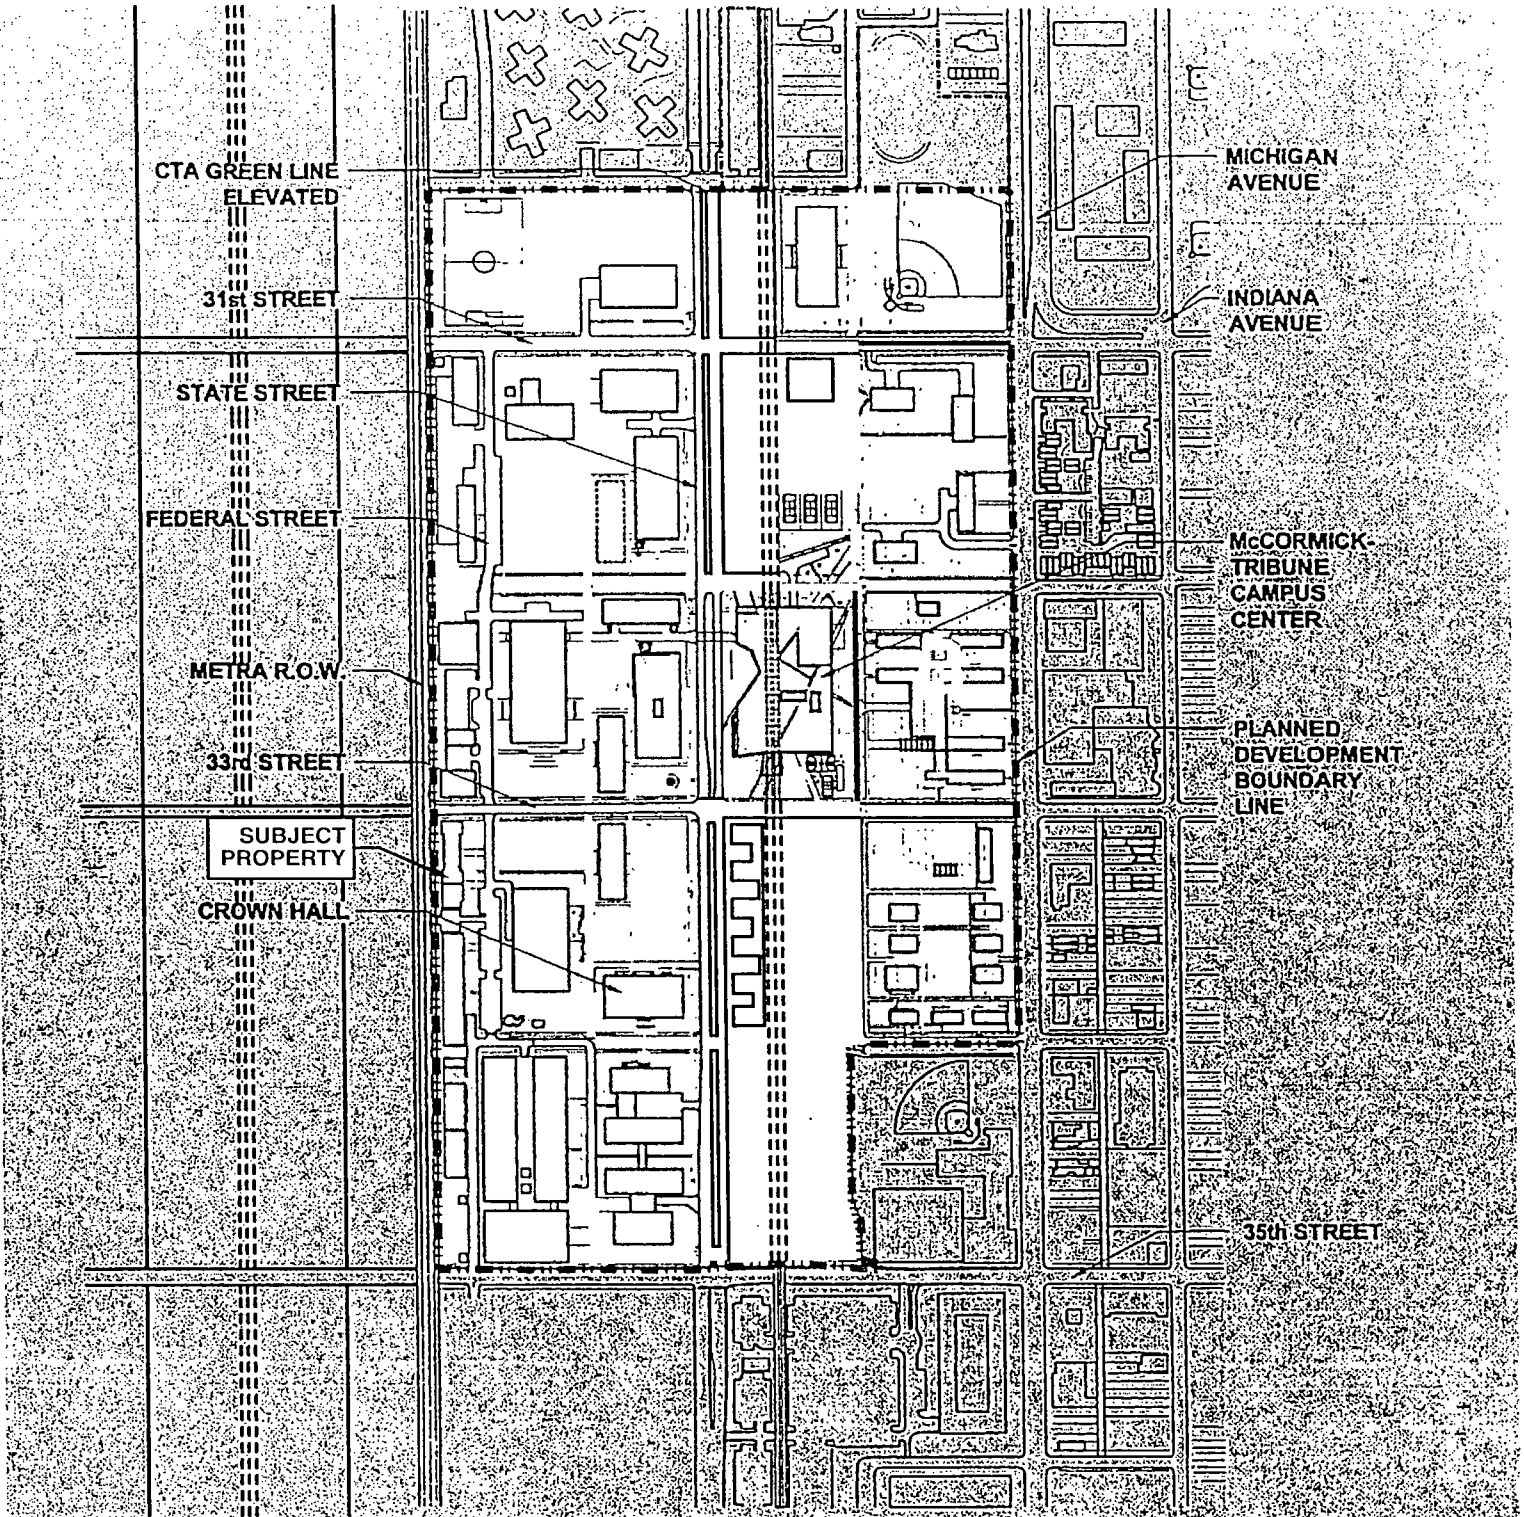 CTA GREEN LINE
ELEVATED
31st STREET
STATE STREET
FEDERAL STREET
METRA R.O.W.
33rd STREET
SUBJECT
PROPERTY
CROWN HALL
MICHIGAN
AVENUE
INDIANA
AVENUE
McCORMICK-
TRIBUNE
CAMPUS
CENTER
PLANNED
DEVELOPMENT
BOUNDARY
LINE
35th STREET